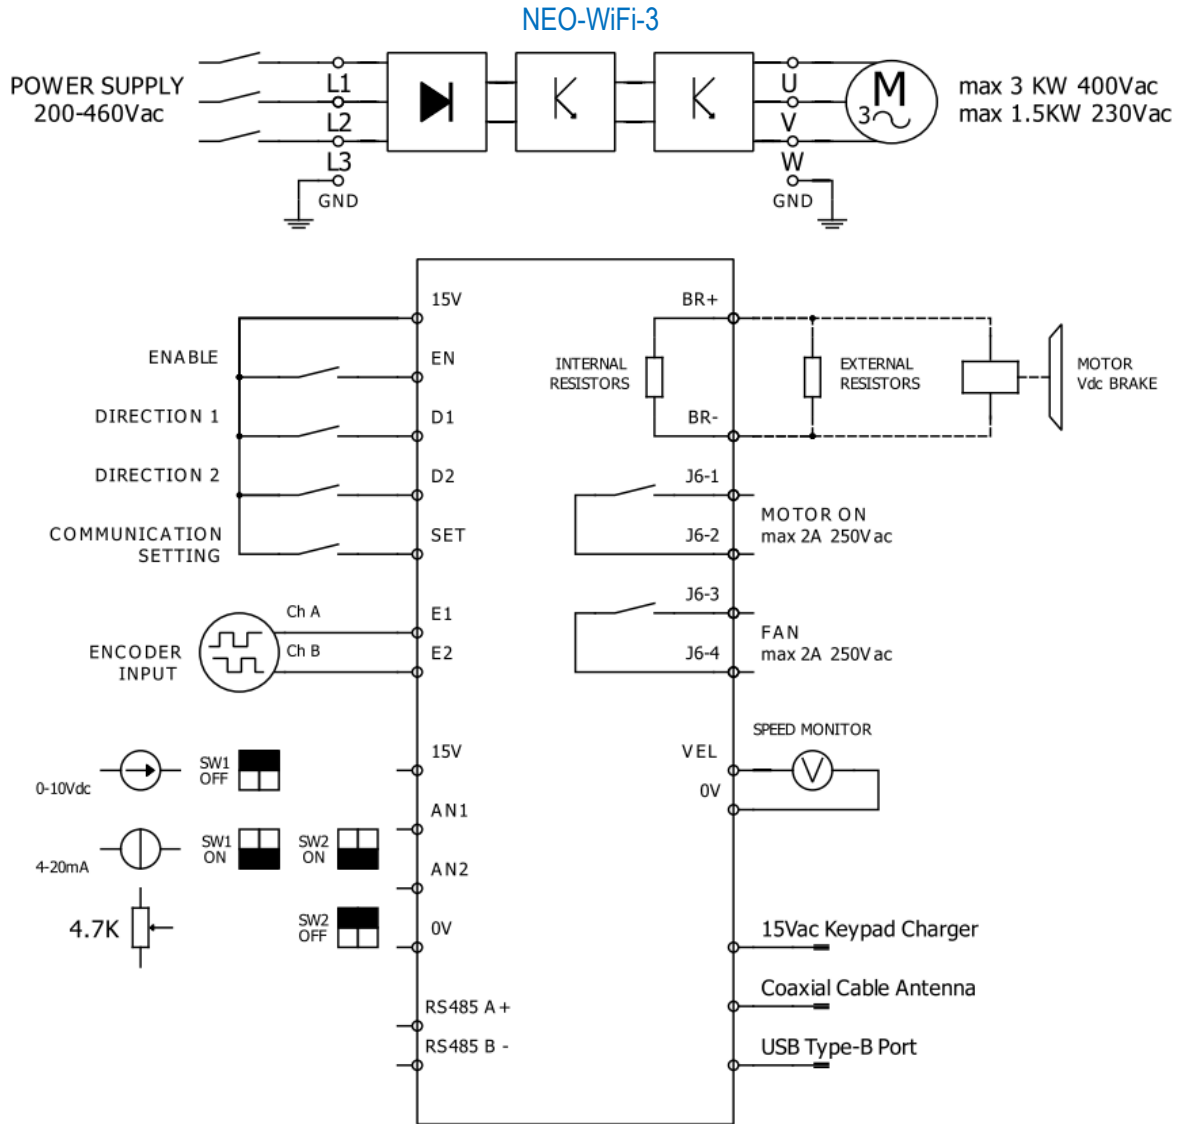 NEO-WiFi-3
POWER SUPPLY
200-460Vac
L1
L2
L3
GND
U
V
W
GND
M
3
max 3 KW 400Vac
max 1.5KW 230Vac
15V
ENABLE
EN
DIRECTION 1
D1
DIRECTION 2
D2
COMMUNICATION
SETTING
SET
Ch A
E1
ENCODER
INPUT
Ch B
E2
BR+
INTERNAL
RESISTORS
EXTERNAL
RESISTORS
MOTOR
Vdc BRAKE
BR-
J6-1
MOTOR ON
max 2A 250Vac
J6-2
J6-3
FAN
max 2A 250Vac
J6-4
SPEED MONITOR
VEL
V
0V
0-10Vdc
SW1
OFF
15V
AN1
4-20mA
SW1
ON
SW2
ON
AN2
4.7K
SW2
OFF
0V
RS485 A +
RS485 B -
15Vac Keypad Charger
Coaxial Cable Antenna
USB Type-B Port